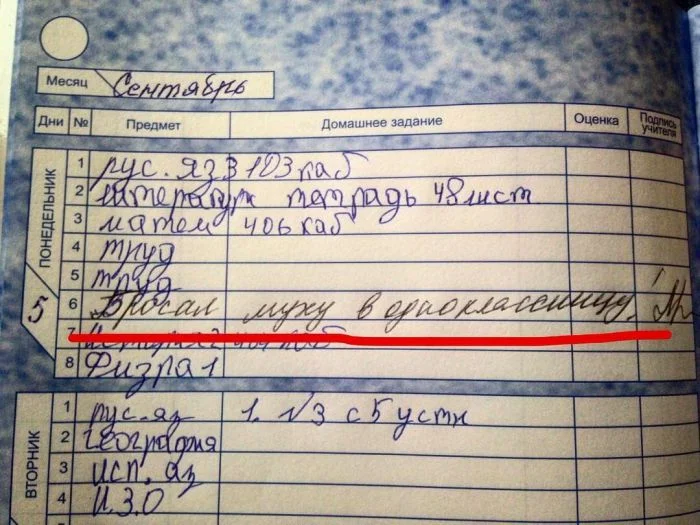 Месяц Сентябрь
Дни № Предмет Домашнее задание Оценка Подпись учителя
ПОНЕДЕЛЬНИК
5
1 рус. яз 3 103 каб
2 литература тетрадь 48 лист
3 матем 406 каб
4 труд
5 труд
6 Бросал муху в одноклассницу!
7 каб
8 Физра 1
ВТОРНИК
1 рус. яз 1. √3 с 5 устн
2 География
3 исп. яз
4 И.З.О